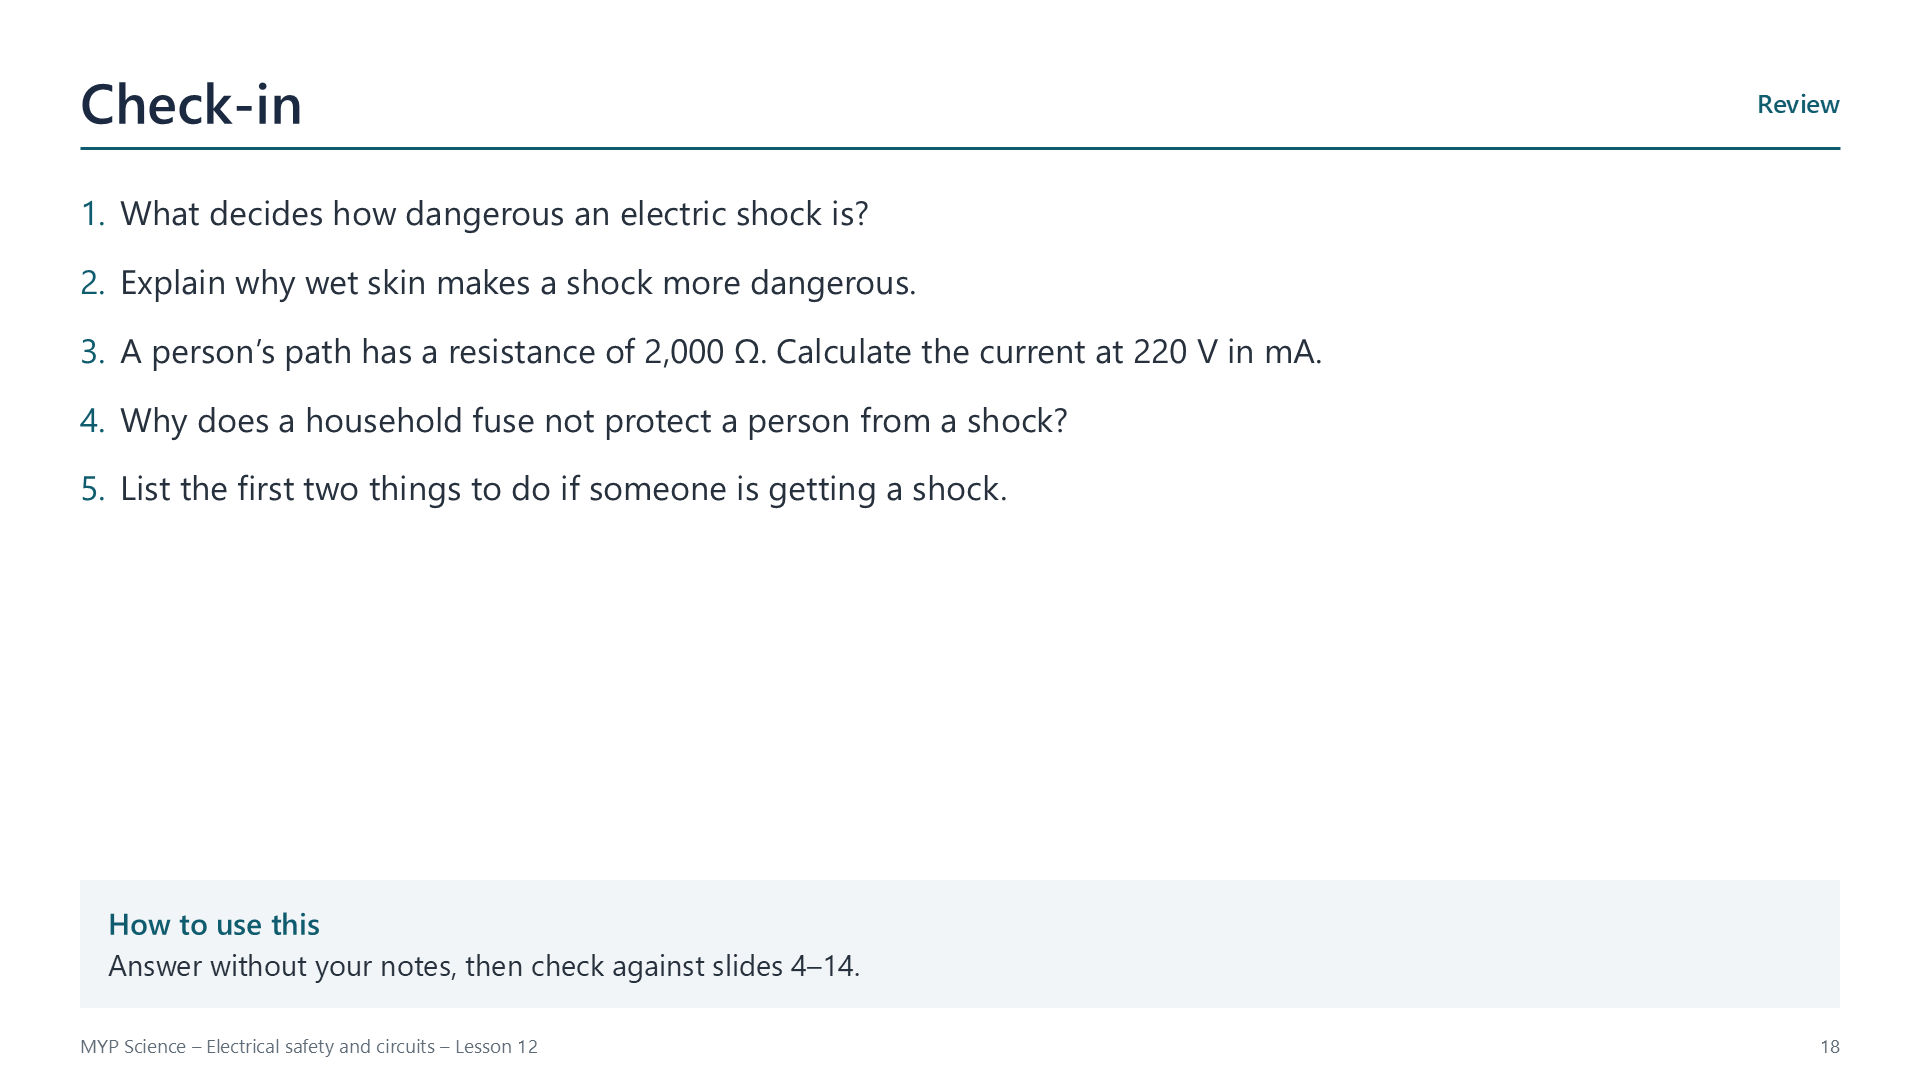 Check-in
Review
1. What decides how dangerous an electric shock is?
2. Explain why wet skin makes a shock more dangerous.
3. A person’s path has a resistance of 2,000 Ω. Calculate the current at 220 V in mA.
4. Why does a household fuse not protect a person from a shock?
5. List the first two things to do if someone is getting a shock.
How to use this
Answer without your notes, then check against slides 4–14.
MYP Science – Electrical safety and circuits – Lesson 12
18